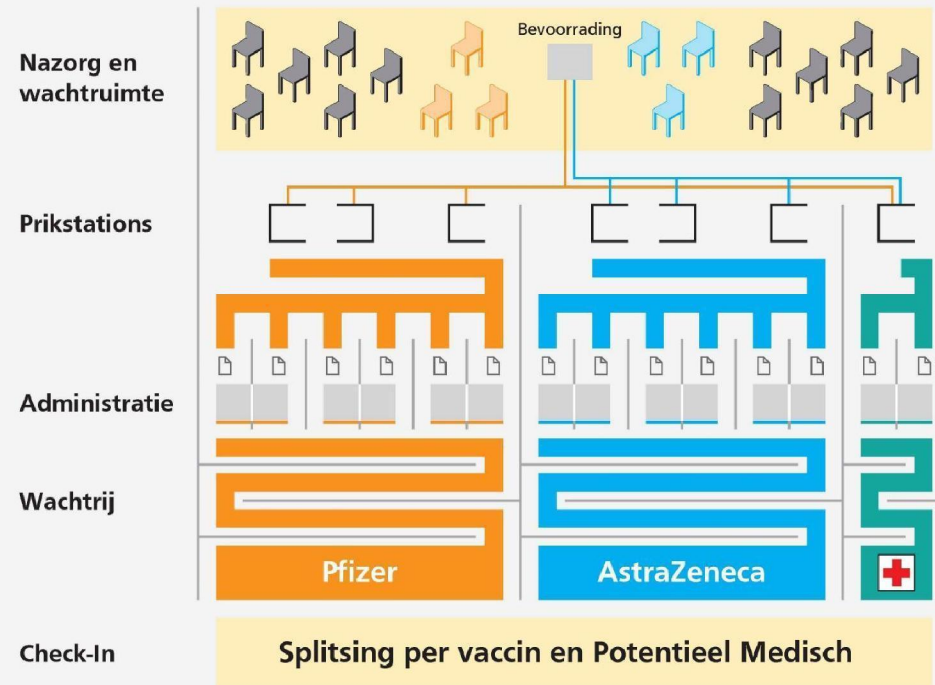 Bevoorrading
Nazorg en
wachtruimte
Prikstations
Administratie
Wachtrij
Pfizer
AstraZeneca
Check-In
Splitsing per vaccin en Potentieel Medisch